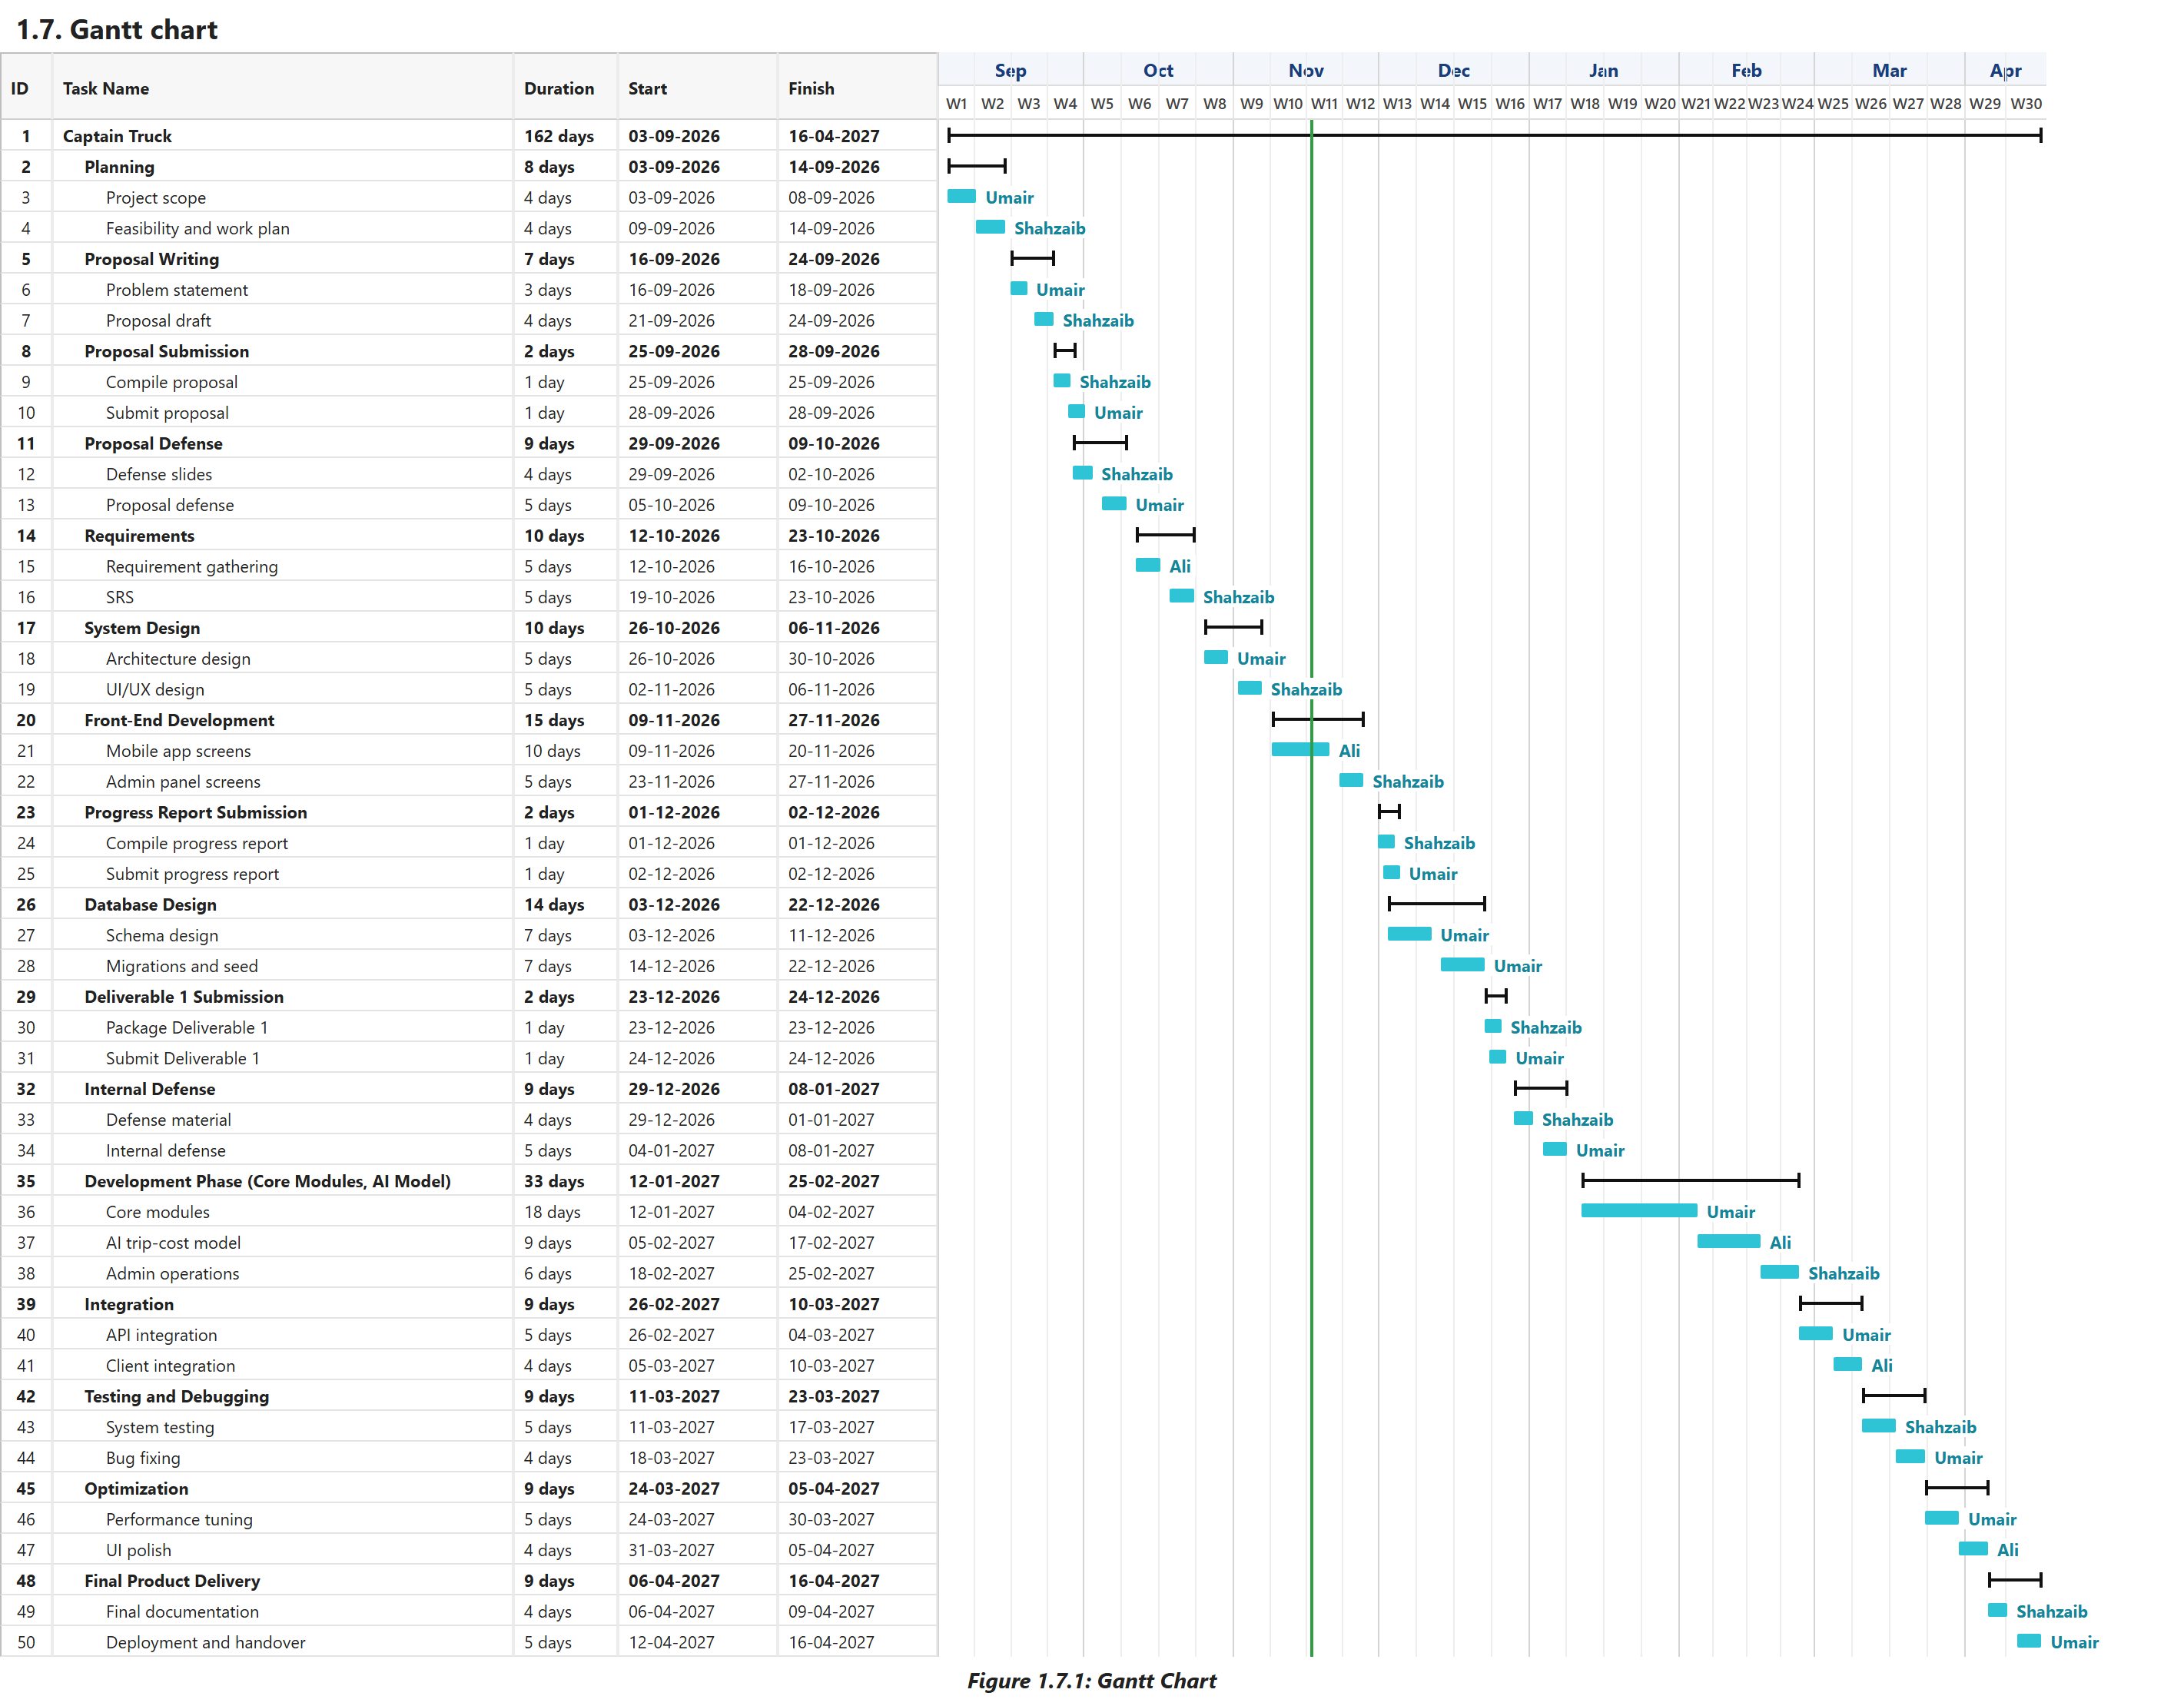 1.7. Gantt chart
ID Task Name Duration Start Finish Sep Oct Nov Dec Jan Feb Mar Apr
W1 W2 W3 W4 W5 W6 W7 W8 W9 W10 W11 W12 W13 W14 W15 W16 W17 W18 W19 W20 W21 W22 W23 W24 W25 W26 W27 W28 W29 W30
1 Captain Truck 162 days 03-09-2026 16-04-2027
2 Planning 8 days 03-09-2026 14-09-2026
3 Project scope 4 days 03-09-2026 08-09-2026 Umair
4 Feasibility and work plan 4 days 09-09-2026 14-09-2026 Shahzaib
5 Proposal Writing 7 days 16-09-2026 24-09-2026
6 Problem statement 3 days 16-09-2026 18-09-2026 Umair
7 Proposal draft 4 days 21-09-2026 24-09-2026 Shahzaib
8 Proposal Submission 2 days 25-09-2026 28-09-2026
9 Compile proposal 1 day 25-09-2026 25-09-2026 Shahzaib
10 Submit proposal 1 day 28-09-2026 28-09-2026 Umair
11 Proposal Defense 9 days 29-09-2026 09-10-2026
12 Defense slides 4 days 29-09-2026 02-10-2026 Shahzaib
13 Proposal defense 5 days 05-10-2026 09-10-2026 Umair
14 Requirements 10 days 12-10-2026 23-10-2026
15 Requirement gathering 5 days 12-10-2026 16-10-2026 Ali
16 SRS 5 days 19-10-2026 23-10-2026 Shahzaib
17 System Design 10 days 26-10-2026 06-11-2026
18 Architecture design 5 days 26-10-2026 30-10-2026 Umair
19 UI/UX design 5 days 02-11-2026 06-11-2026 Shahzaib
20 Front-End Development 15 days 09-11-2026 27-11-2026
21 Mobile app screens 10 days 09-11-2026 20-11-2026 Ali
22 Admin panel screens 5 days 23-11-2026 27-11-2026 Shahzaib
23 Progress Report Submission 2 days 01-12-2026 02-12-2026
24 Compile progress report 1 day 01-12-2026 01-12-2026 Shahzaib
25 Submit progress report 1 day 02-12-2026 02-12-2026 Umair
26 Database Design 14 days 03-12-2026 22-12-2026
27 Schema design 7 days 03-12-2026 11-12-2026 Umair
28 Migrations and seed 7 days 14-12-2026 22-12-2026 Umair
29 Deliverable 1 Submission 2 days 23-12-2026 24-12-2026
30 Package Deliverable 1 1 day 23-12-2026 23-12-2026 Shahzaib
31 Submit Deliverable 1 1 day 24-12-2026 24-12-2026 Umair
32 Internal Defense 9 days 29-12-2026 08-01-2027
33 Defense material 4 days 29-12-2026 01-01-2027 Shahzaib
34 Internal defense 5 days 04-01-2027 08-01-2027 Umair
35 Development Phase (Core Modules, AI Model) 33 days 12-01-2027 25-02-2027
36 Core modules 18 days 12-01-2027 04-02-2027 Umair
37 AI trip-cost model 9 days 05-02-2027 17-02-2027 Ali
38 Admin operations 6 days 18-02-2027 25-02-2027 Shahzaib
39 Integration 9 days 26-02-2027 10-03-2027
40 API integration 5 days 26-02-2027 04-03-2027 Umair
41 Client integration 4 days 05-03-2027 10-03-2027 Ali
42 Testing and Debugging 9 days 11-03-2027 23-03-2027
43 System testing 5 days 11-03-2027 17-03-2027 Shahzaib
44 Bug fixing 4 days 18-03-2027 23-03-2027 Umair
45 Optimization 9 days 24-03-2027 05-04-2027
46 Performance tuning 5 days 24-03-2027 30-03-2027 Umair
47 UI polish 4 days 31-03-2027 05-04-2027 Ali
48 Final Product Delivery 9 days 06-04-2027 16-04-2027
49 Final documentation 4 days 06-04-2027 09-04-2027 Shahzaib
50 Deployment and handover 5 days 12-04-2027 16-04-2027 Umair
Figure 1.7.1: Gantt Chart